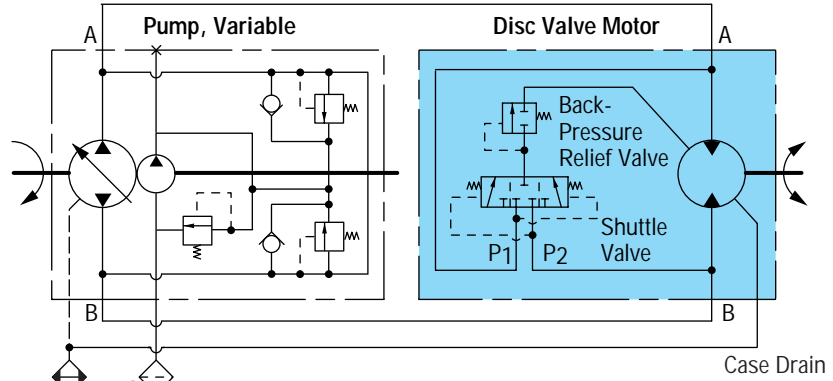 Pump, Variable
Disc Valve Motor
A
A
Back-
Pressure
Relief Valve
Shuttle
Valve
P1
P2
B
B
Case Drain